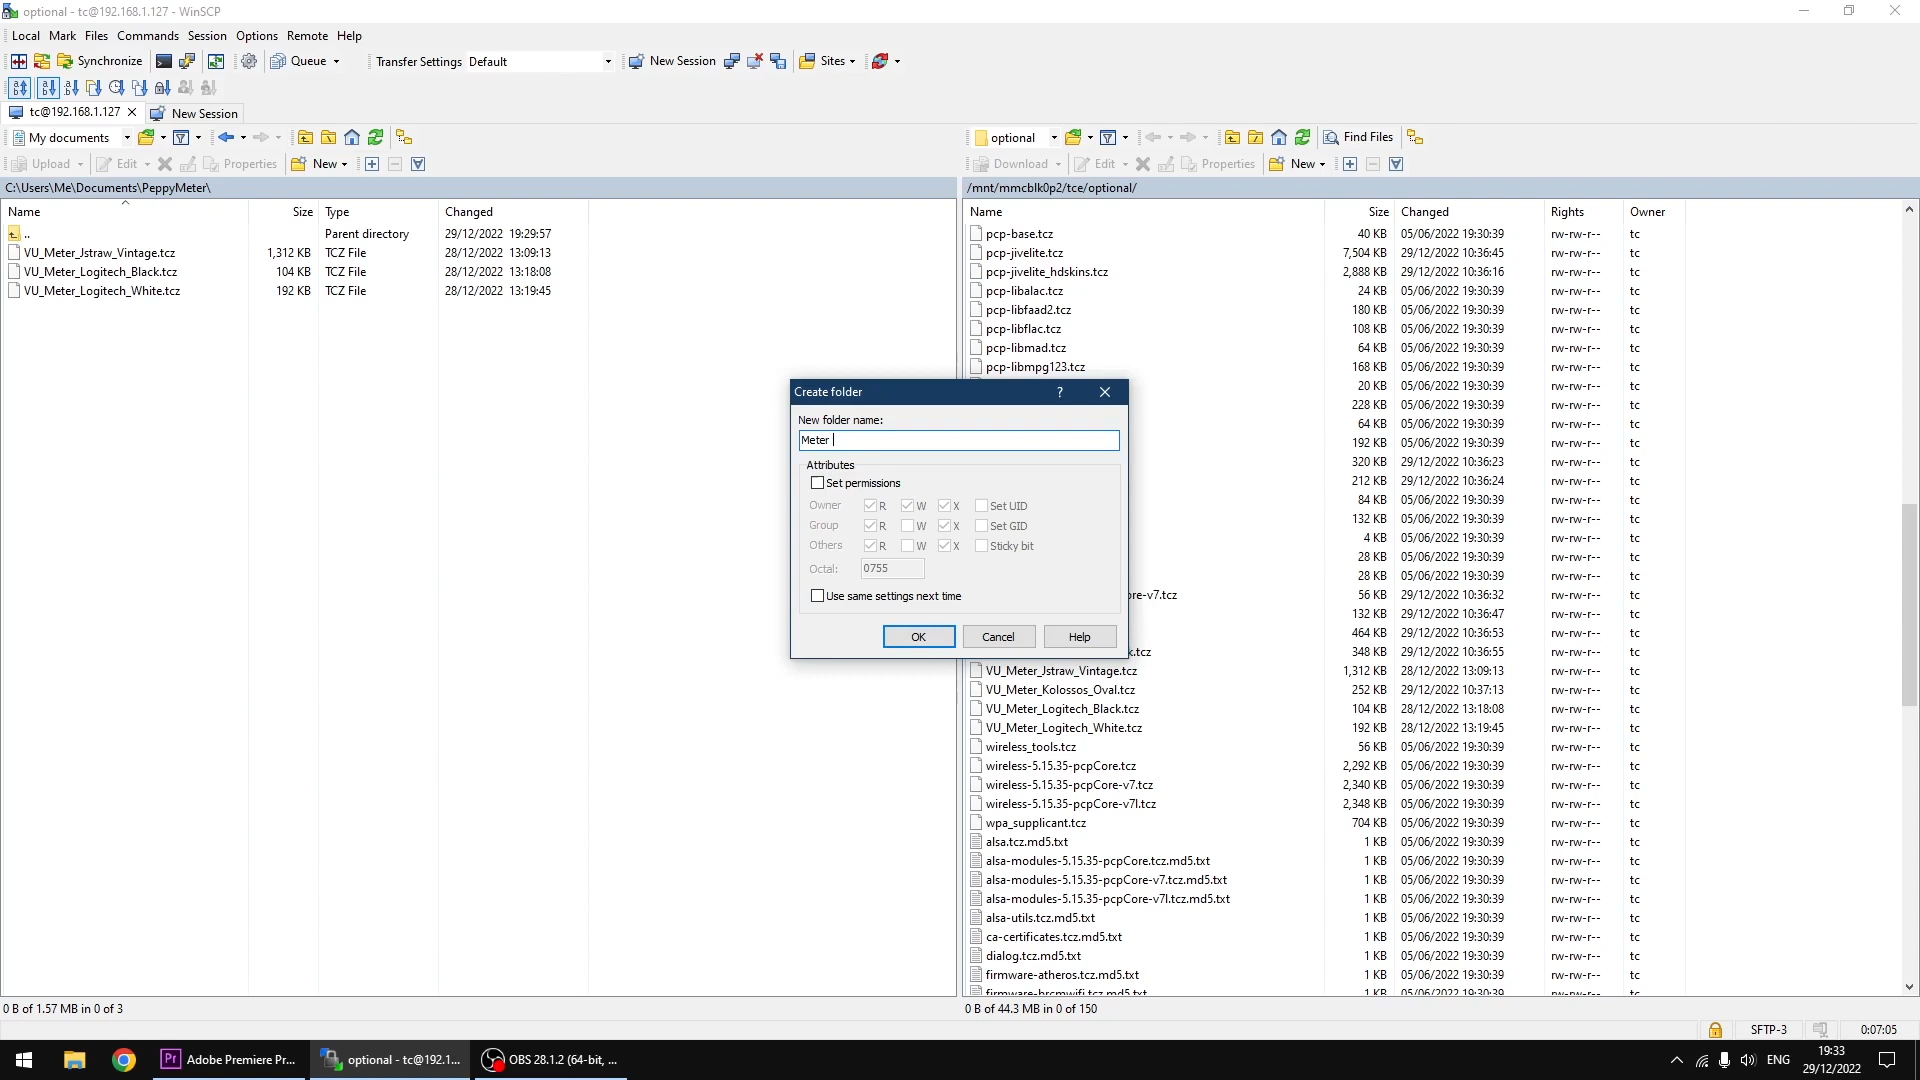 optional - tc@192.168.1.127 - WinSCP
Local Mark Files Commands Session Options Remote Help
Synchronize Queue Transfer Settings Default New Session Sites
tc@192.168.1.127 New Session
My documents optional Find Files
Upload Edit Properties New Download Edit Properties New
C:\Users\Me\Documents\PeppyMeter\ /mnt/mmcblk0p2/tce/optional/
Name Size Type Changed Name Size Changed Rights Owner
.. Parent directory 29/12/2022 19:29:57 pcp-base.tcz 40 KB 05/06/2022 19:30:39 rw-rw-r-- tc
VU_Meter_Jstraw_Vintage.tcz 1,312 KB TCZ File 28/12/2022 13:09:13 pcp-jivelite.tcz 7,504 KB 29/12/2022 10:36:45 rw-rw-r-- tc
VU_Meter_Logitech_Black.tcz 104 KB TCZ File 28/12/2022 13:18:08 pcp-jivelite_hdskins.tcz 2,888 KB 29/12/2022 10:36:16 rw-rw-r-- tc
VU_Meter_Logitech_White.tcz 192 KB TCZ File 28/12/2022 13:19:45 pcp-libalac.tcz 24 KB 05/06/2022 19:30:39 rw-rw-r-- tc
pcp-libfaad2.tcz 180 KB 05/06/2022 19:30:39 rw-rw-r-- tc
pcp-libflac.tcz 108 KB 05/06/2022 19:30:39 rw-rw-r-- tc
pcp-libmad.tcz 64 KB 05/06/2022 19:30:39 rw-rw-r-- tc
pcp-libmpg123.tcz 168 KB 05/06/2022 19:30:39 rw-rw-r-- tc
20 KB 05/06/2022 19:30:39 rw-rw-r-- tc
228 KB 05/06/2022 19:30:39 rw-rw-r-- tc
64 KB 05/06/2022 19:30:39 rw-rw-r-- tc
192 KB 05/06/2022 19:30:39 rw-rw-r-- tc
320 KB 29/12/2022 10:36:23 rw-rw-r-- tc
212 KB 29/12/2022 10:36:24 rw-rw-r-- tc
84 KB 05/06/2022 19:30:39 rw-rw-r-- tc
132 KB 05/06/2022 19:30:39 rw-rw-r-- tc
4 KB 05/06/2022 19:30:39 rw-rw-r-- tc
28 KB 05/06/2022 19:30:39 rw-rw-r-- tc
28 KB 05/06/2022 19:30:39 rw-rw-r-- tc
re-v7.tcz 56 KB 29/12/2022 10:36:32 rw-rw-r-- tc
132 KB 29/12/2022 10:36:47 rw-rw-r-- tc
464 KB 29/12/2022 10:36:53 rw-rw-r-- tc
k.tcz 348 KB 29/12/2022 10:36:55 rw-rw-r-- tc
VU_Meter_Jstraw_Vintage.tcz 1,312 KB 28/12/2022 13:09:13 rw-rw-r-- tc
VU_Meter_Kolossos_Oval.tcz 252 KB 29/12/2022 10:37:13 rw-rw-r-- tc
VU_Meter_Logitech_Black.tcz 104 KB 28/12/2022 13:18:08 rw-rw-r-- tc
VU_Meter_Logitech_White.tcz 192 KB 28/12/2022 13:19:45 rw-rw-r-- tc
wireless_tools.tcz 56 KB 05/06/2022 19:30:39 rw-rw-r-- tc
wireless-5.15.35-pcpCore.tcz 2,292 KB 05/06/2022 19:30:39 rw-rw-r-- tc
wireless-5.15.35-pcpCore-v7.tcz 2,340 KB 05/06/2022 19:30:39 rw-rw-r-- tc
wireless-5.15.35-pcpCore-v7l.tcz 2,348 KB 05/06/2022 19:30:39 rw-rw-r-- tc
wpa_supplicant.tcz 704 KB 05/06/2022 19:30:39 rw-rw-r-- tc
alsa.tcz.md5.txt 1 KB 05/06/2022 19:30:39 rw-rw-r-- tc
alsa-modules-5.15.35-pcpCore.tcz.md5.txt 1 KB 05/06/2022 19:30:39 rw-rw-r-- tc
alsa-modules-5.15.35-pcpCore-v7.tcz.md5.txt 1 KB 05/06/2022 19:30:39 rw-rw-r-- tc
alsa-modules-5.15.35-pcpCore-v7l.tcz.md5.txt 1 KB 05/06/2022 19:30:39 rw-rw-r-- tc
alsa-utils.tcz.md5.txt 1 KB 05/06/2022 19:30:39 rw-rw-r-- tc
ca-certificates.tcz.md5.txt 1 KB 05/06/2022 19:30:39 rw-rw-r-- tc
dialog.tcz.md5.txt 1 KB 05/06/2022 19:30:39 rw-rw-r-- tc
firmware-atheros.tcz.md5.txt 1 KB 05/06/2022 19:30:39 rw-rw-r-- tc
firmware-brcmwifi.tcz.md5.txt 1 KB 05/06/2022 19:30:39 rw-rw-r-- tc
Create folder ?
New folder name:
Meter
Attributes
Set permissions
Owner R W X Set UID
Group R W X Set GID
Others R W X Sticky bit
Octal: 0755
Use same settings next time
OK Cancel Help
0 B of 1.57 MB in 0 of 3 0 B of 44.3 MB in 0 of 150
SFTP-3 0:07:05
Pr Adobe Premiere Pr... optional - tc@192.1... OBS 28.1.2 (64-bit, ... ENG 19:33
29/12/2022